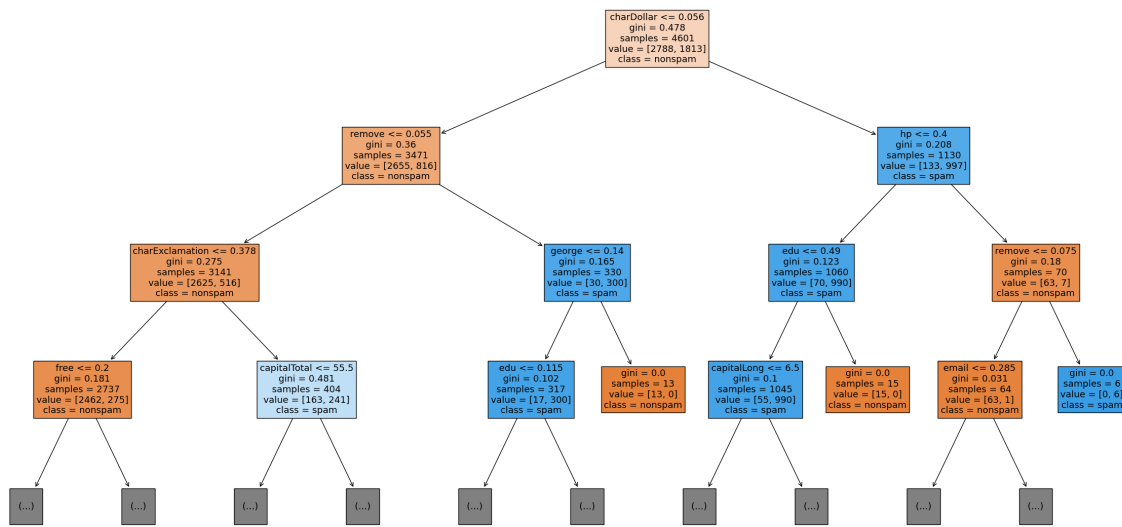 charDollar <= 0.056
gini = 0.478
samples = 4601
value = [2788, 1813]
class = nonspam
remove <= 0.055
gini = 0.36
samples = 3471
value = [2655, 816]
class = nonspam
hp <= 0.4
gini = 0.208
samples = 1130
value = [133, 997]
class = spam
charExclamation <= 0.378
gini = 0.275
samples = 3141
value = [2625, 516]
class = nonspam
george <= 0.14
gini = 0.165
samples = 330
value = [30, 300]
class = spam
edu <= 0.49
gini = 0.123
samples = 1060
value = [70, 990]
class = spam
remove <= 0.075
gini = 0.18
samples = 70
value = [63, 7]
class = nonspam
free <= 0.2
gini = 0.181
samples = 2737
value = [2462, 275]
class = nonspam
capitalTotal <= 55.5
gini = 0.481
samples = 404
value = [163, 241]
class = spam
edu <= 0.115
gini = 0.102
samples = 317
value = [17, 300]
class = spam
gini = 0.0
samples = 13
value = [13, 0]
class = nonspam
capitalLong <= 6.5
gini = 0.1
samples = 1045
value = [55, 990]
class = spam
gini = 0.0
samples = 15
value = [15, 0]
class = nonspam
email <= 0.285
gini = 0.031
samples = 64
value = [63, 1]
class = nonspam
gini = 0.0
samples = 6
value = [0, 6]
class = spam
(...)
(...)
(...)
(...)
(...)
(...)
(...)
(...)
(...)
(...)